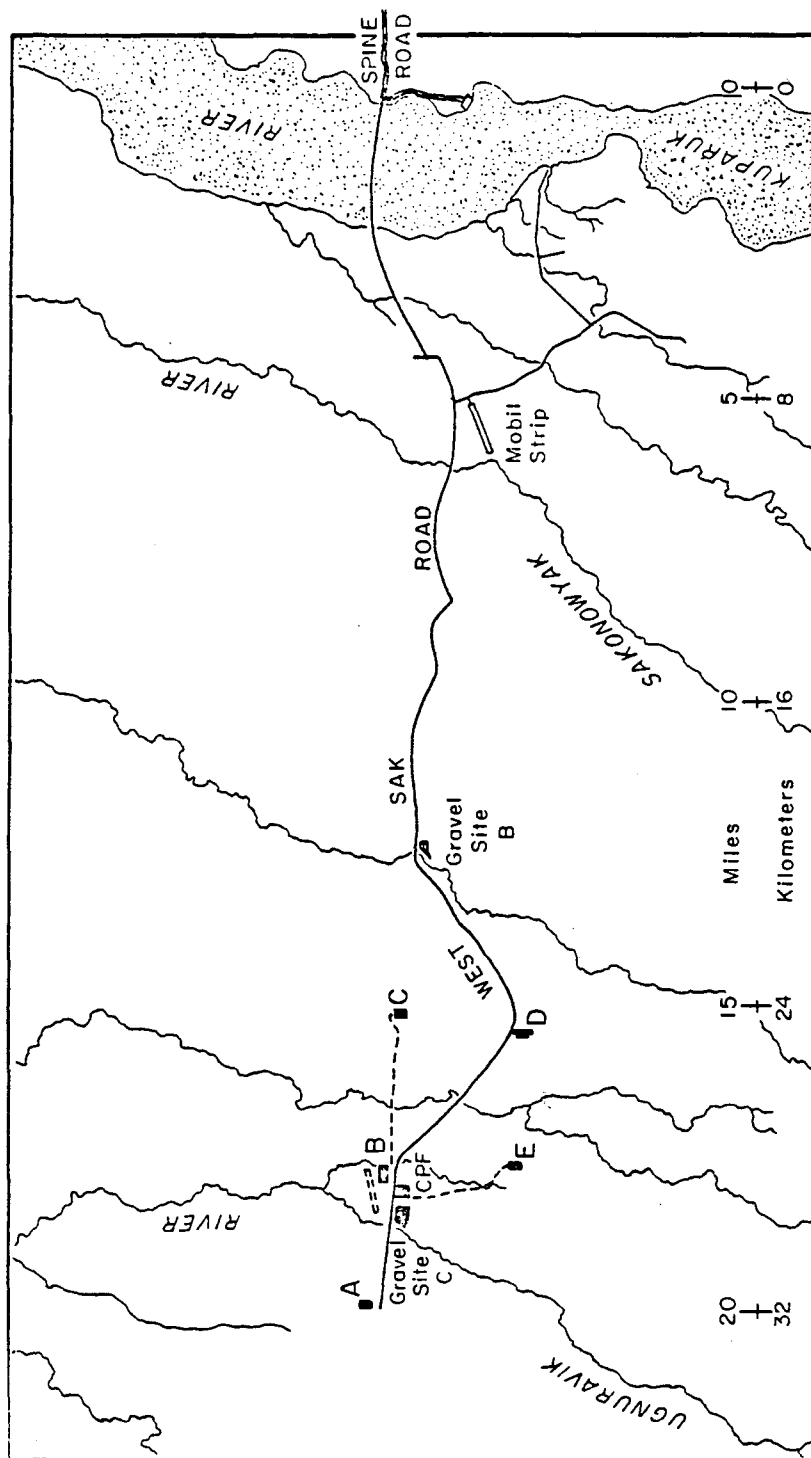 SPINE
ROAD
RIVER
KUPARUK
RIVER
Mobil
Strip
ROAD
SAKONOWYAK
SAK
Gravel
Site
B
WEST
C
D
B
CPF
E
RIVER
A
Gravel
Site
C
UGNURAVIK
20 15 10 5 0
Miles
32 24 16 8 0
Kilometers